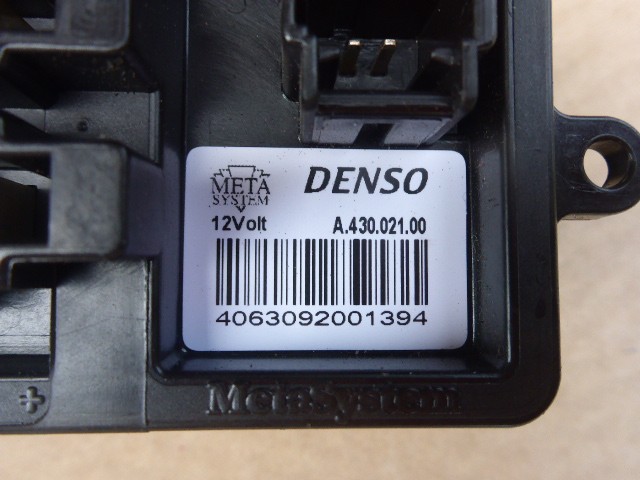 META
SYSTEM
DENSO
12Volt
A.430.021.00
4063092001394
MetaSystem
+